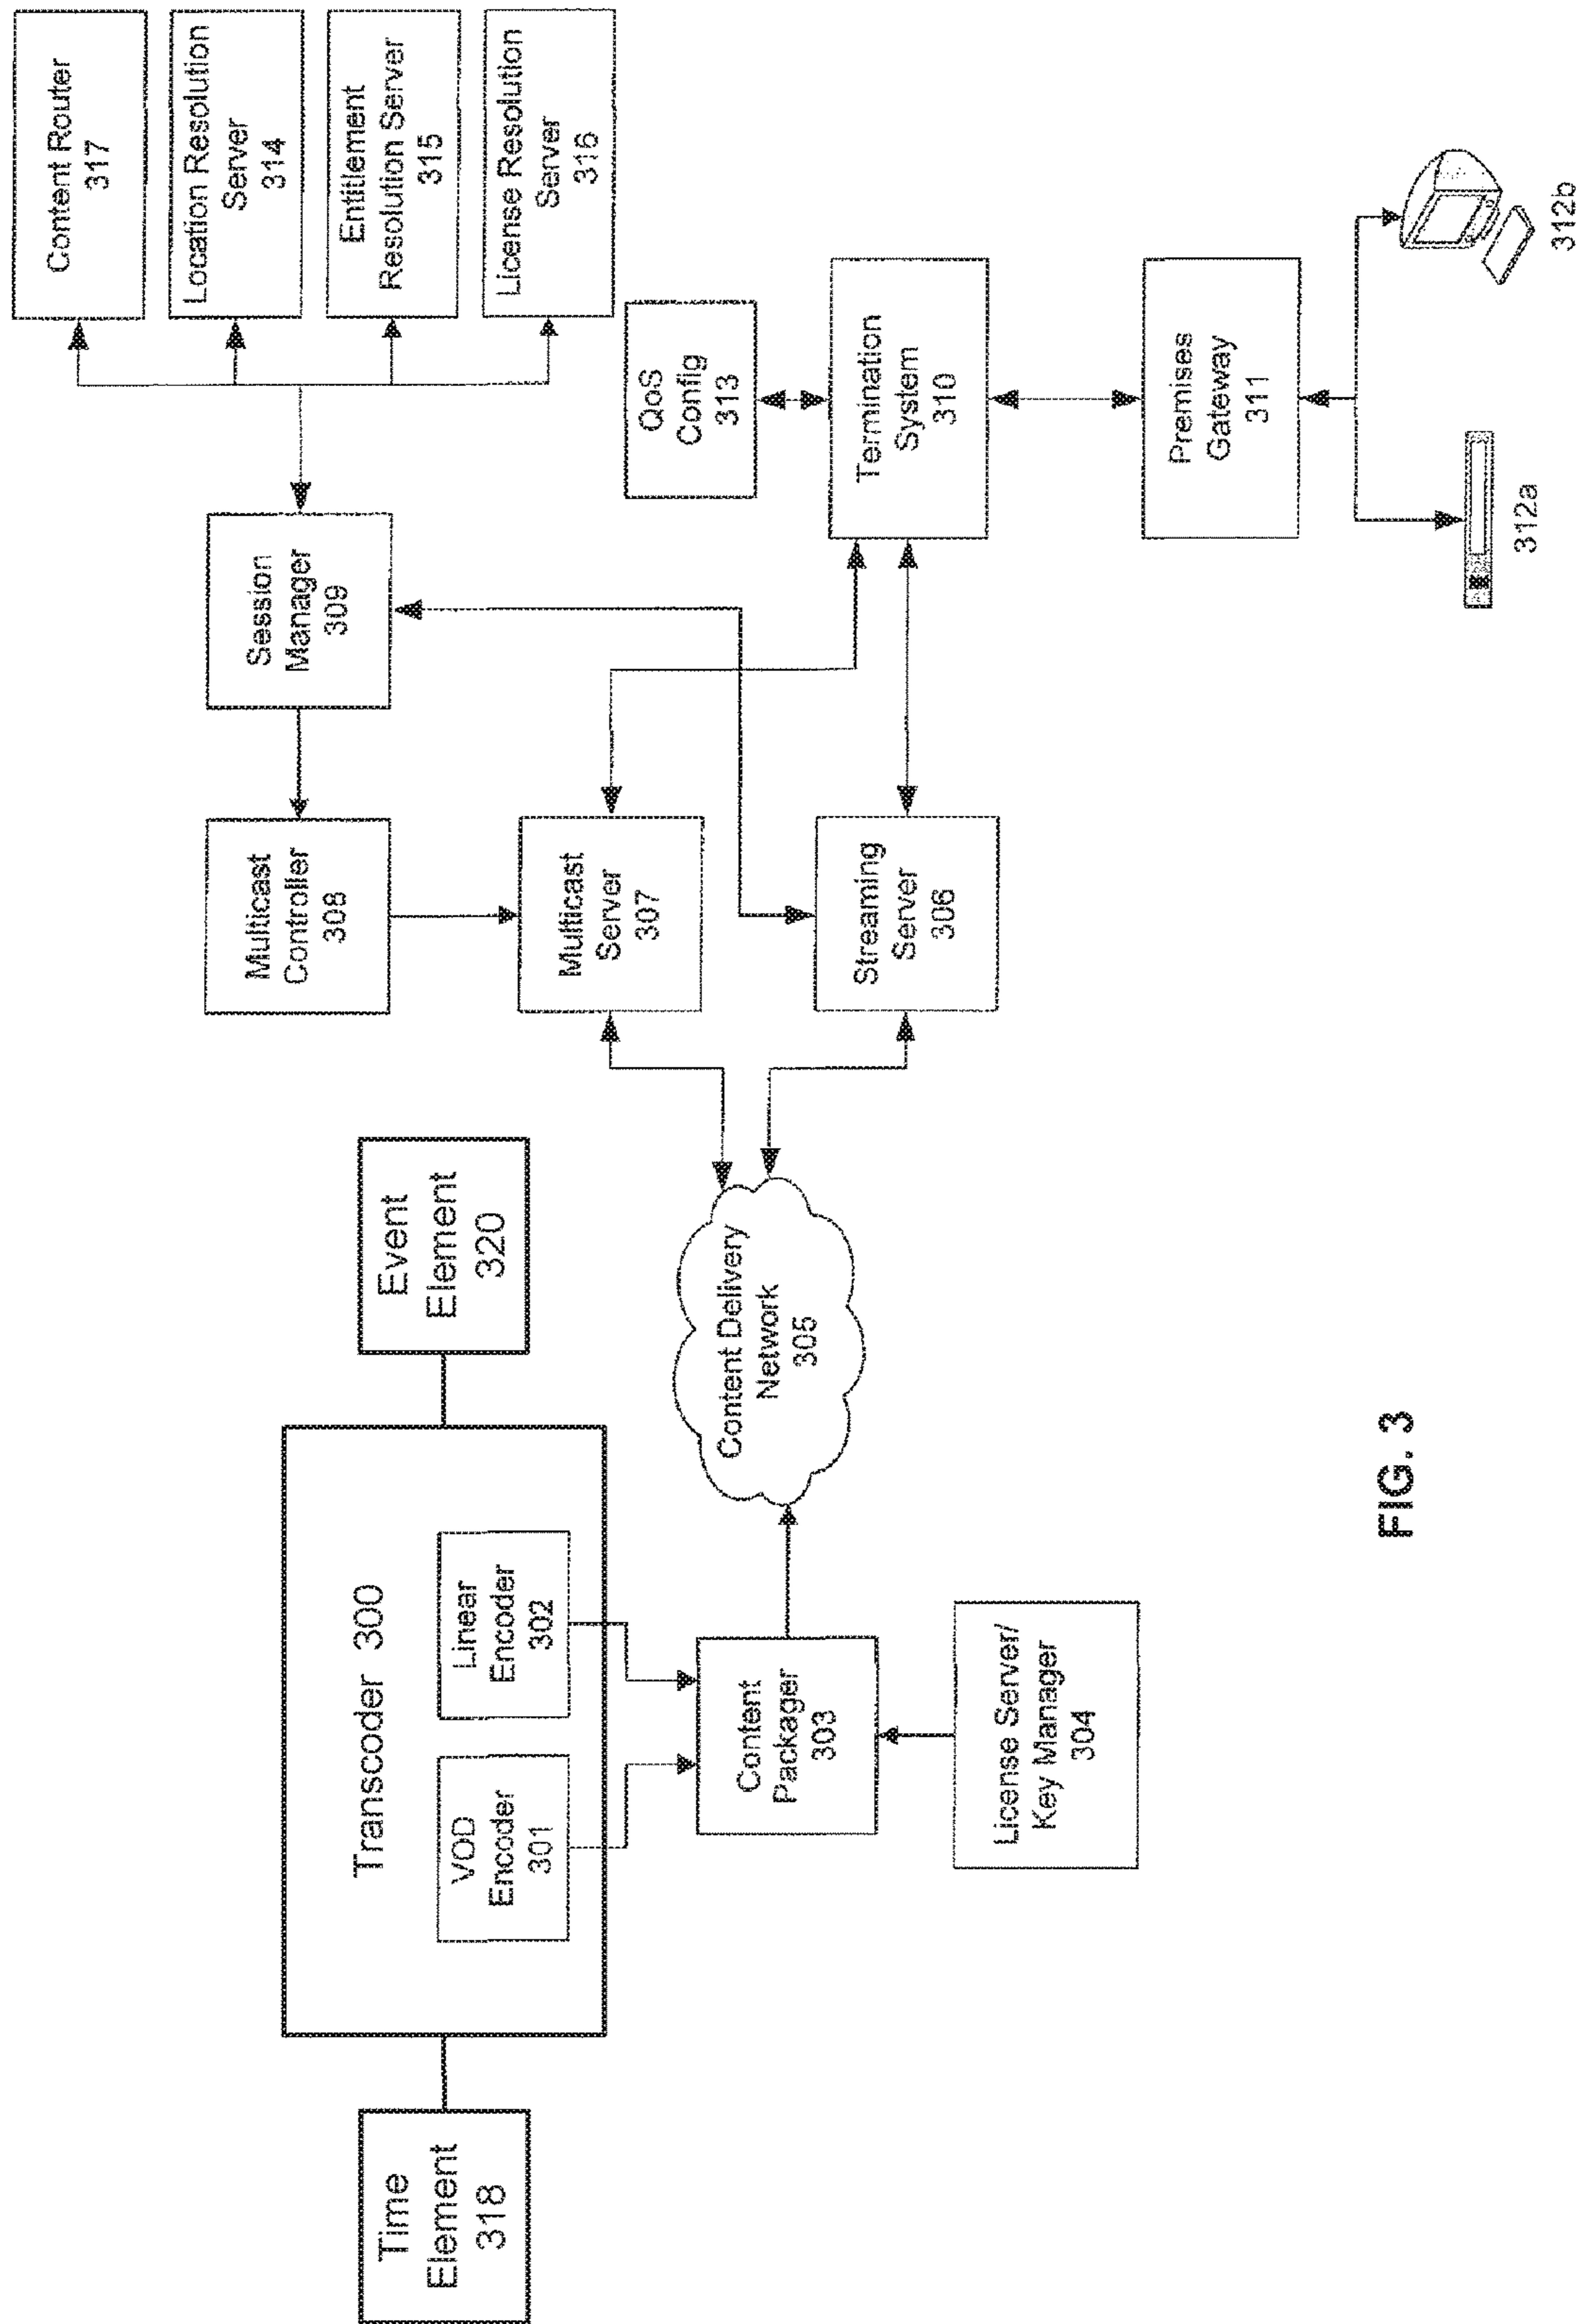 Time
Element
318
Transcoder 300
VOD
Encoder
301
Linear
Encoder
302
Event
Element
320
Content
Packager
303
License Server/
Key Manager
304
Content Delivery
Network
305
Multicast
Controller
308
Multicast
Server
307
Streaming
Server
306
Session
Manager
309
Content Router
317
Location Resolution
Server
314
Entitlement
Resolution Server
315
License Resolution
Server
316
QoS
Config
313
Termination
System
310
Premises
Gateway
311
312a
312b
FIG. 3